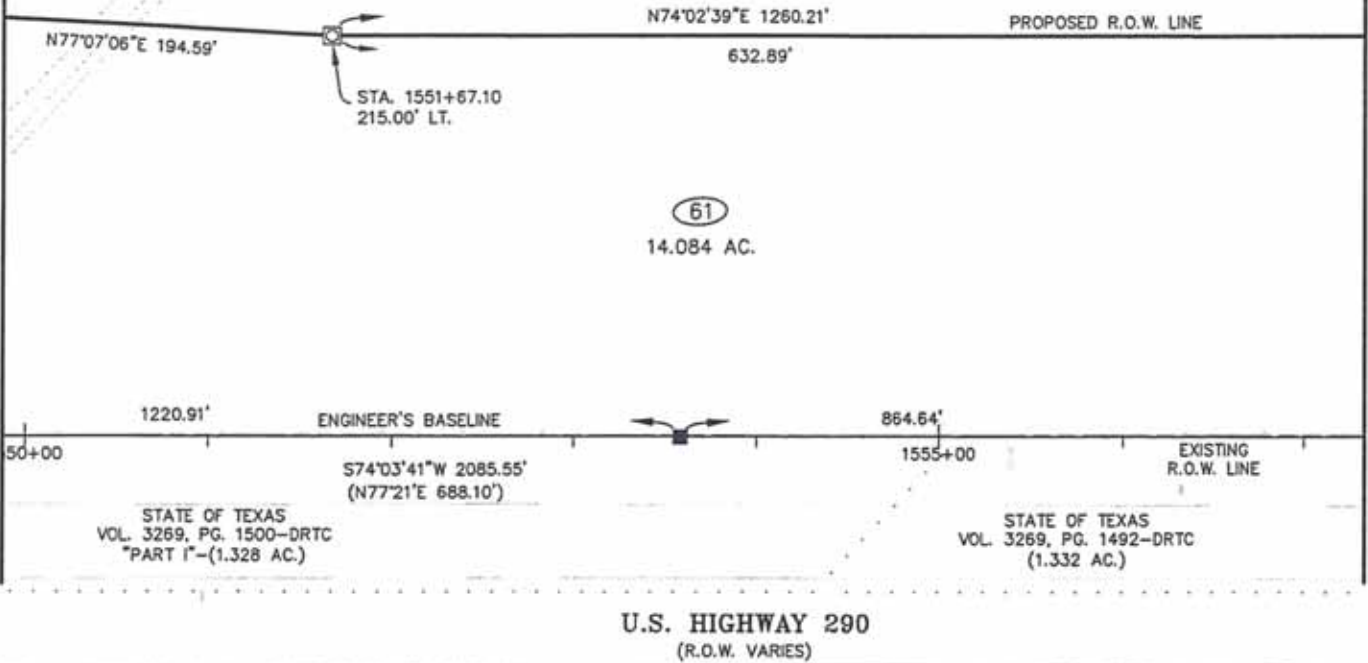 N74°02'39"E 1260.21'
PROPOSED R.O.W. LINE
N77°07'06"E 194.59'
632.89'
STA. 1551+67.10
215.00' LT.
61
14.084 AC.
1220.91'
ENGINEER'S BASELINE
864.64'
50+00
1555+00
EXISTING
R.O.W. LINE
S74°03'41"W 2085.55'
(N77°21'E 688.10')
STATE OF TEXAS
VOL. 3269, PG. 1500-DRTC
"PART I"-(1.328 AC.)
STATE OF TEXAS
VOL. 3269, PG. 1492-DRTC
(1.332 AC.)
U.S. HIGHWAY 290
(R.O.W. VARIES)